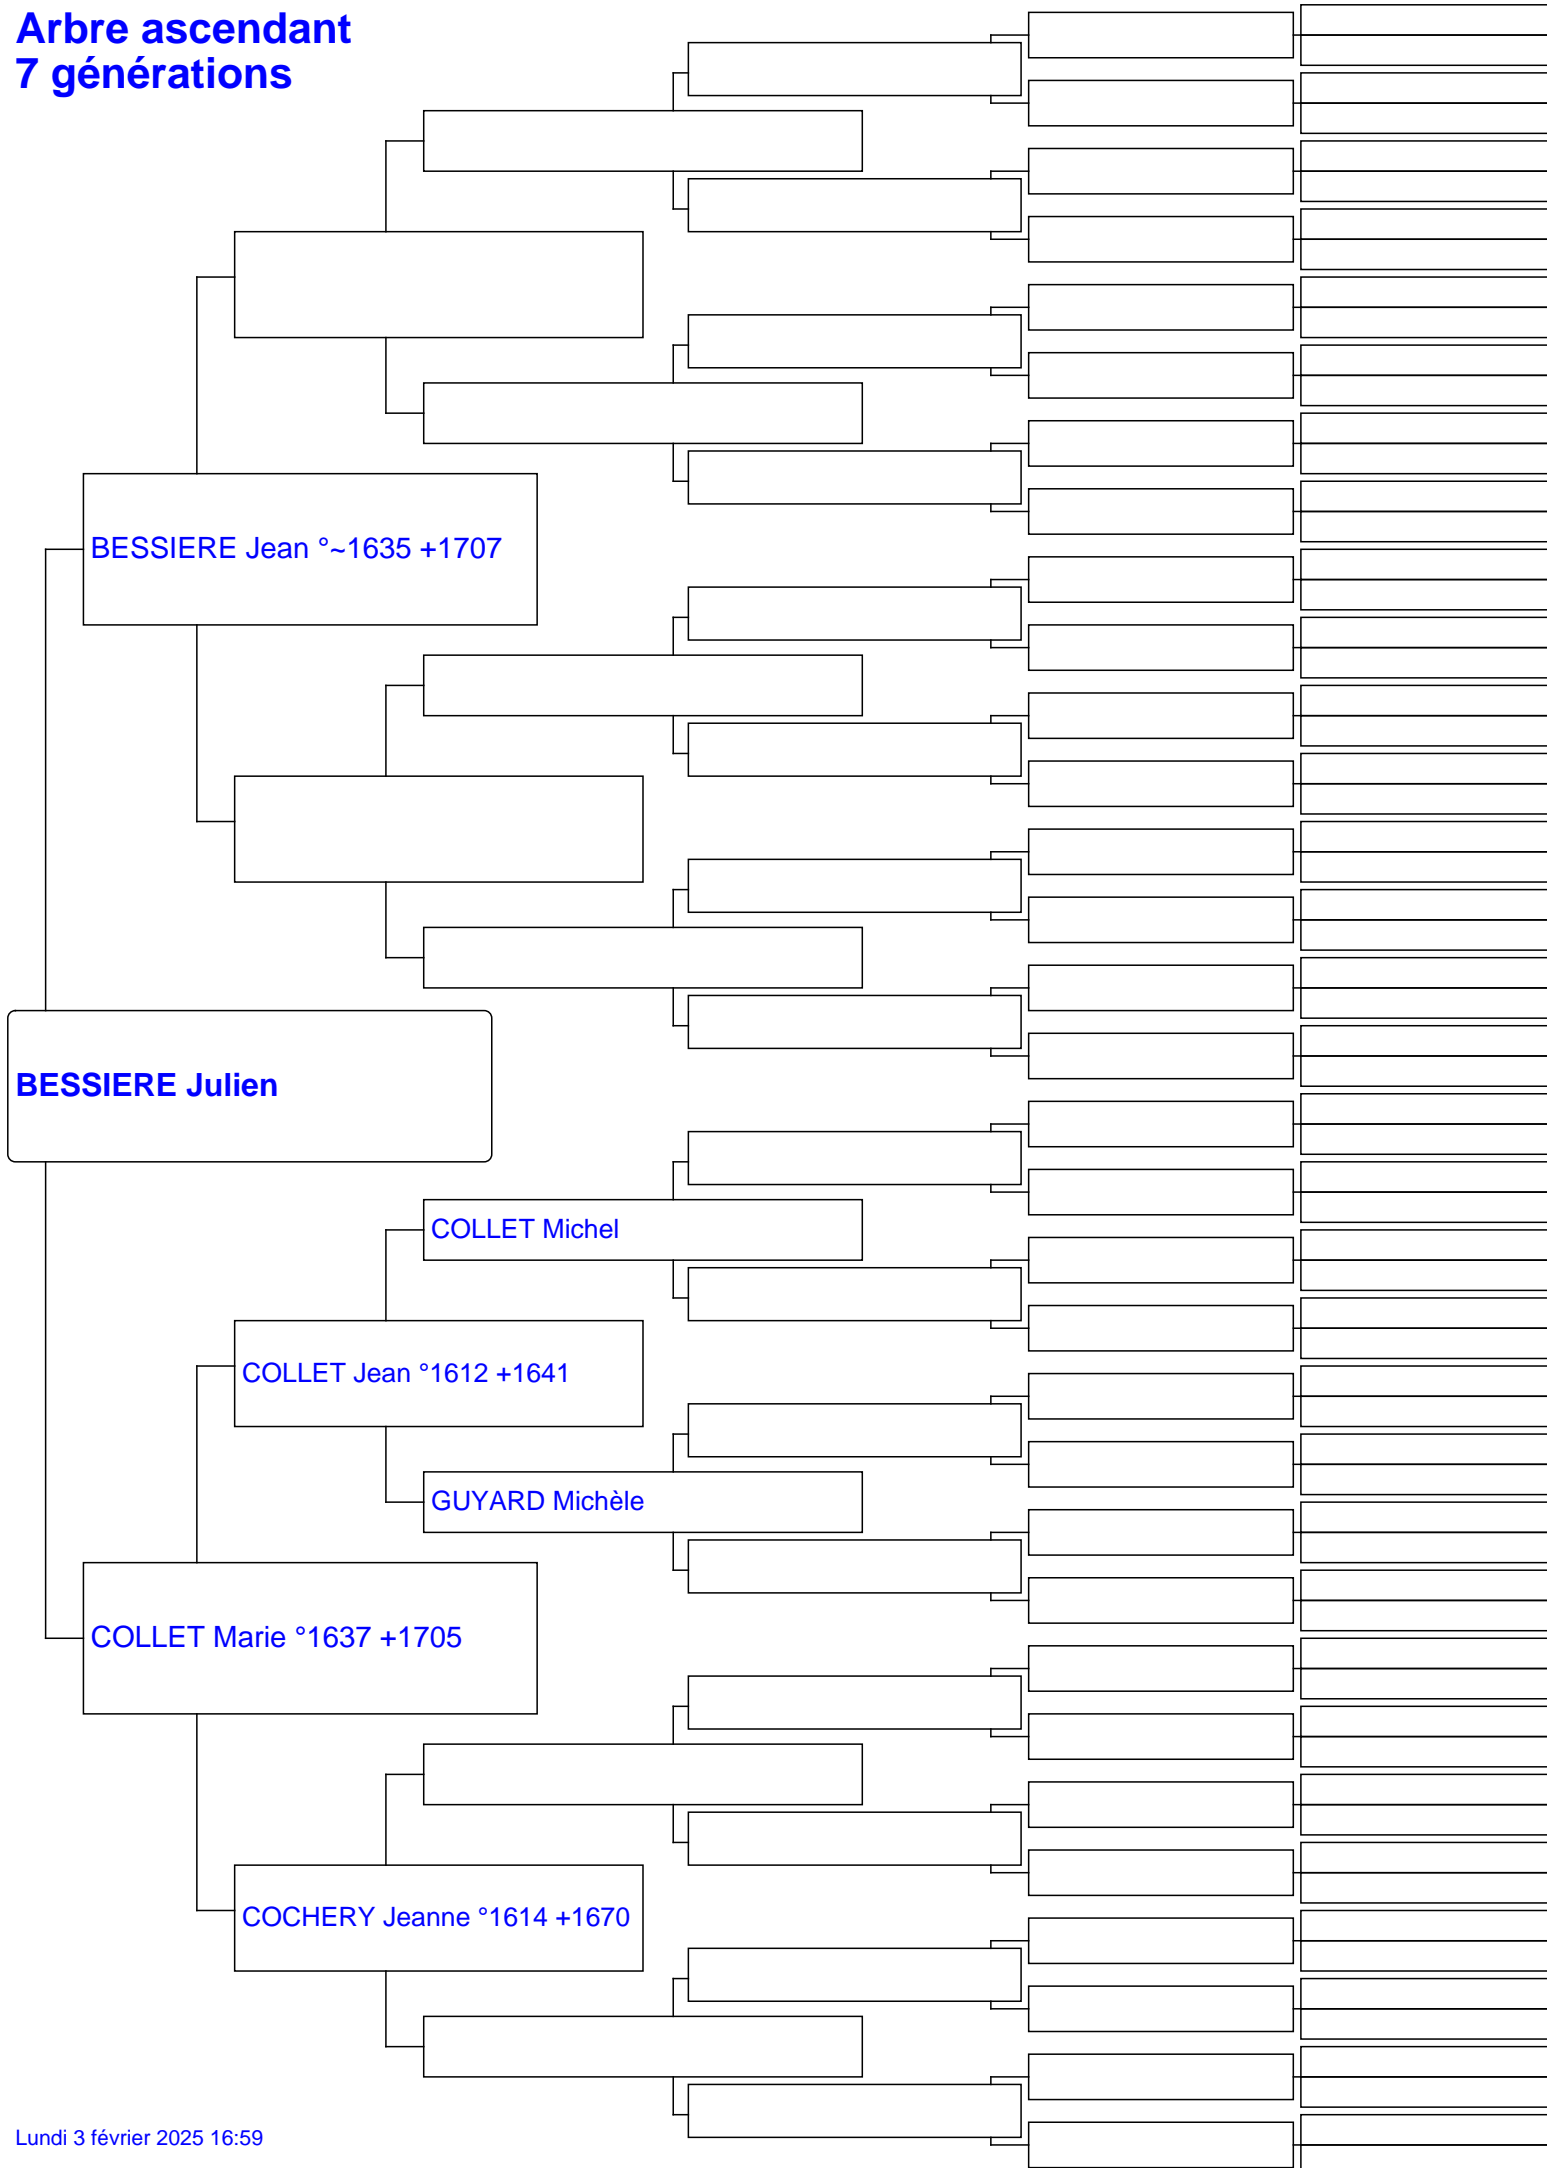 Arbre ascendant
7 générations
BESSIERE Jean °~1635 +1707
BESSIERE Julien
COLLET Michel
COLLET Jean °1612 +1641
GUYARD Michèle
COLLET Marie °1637 +1705
COCHERY Jeanne °1614 +1670
Lundi 3 février 2025 16:59